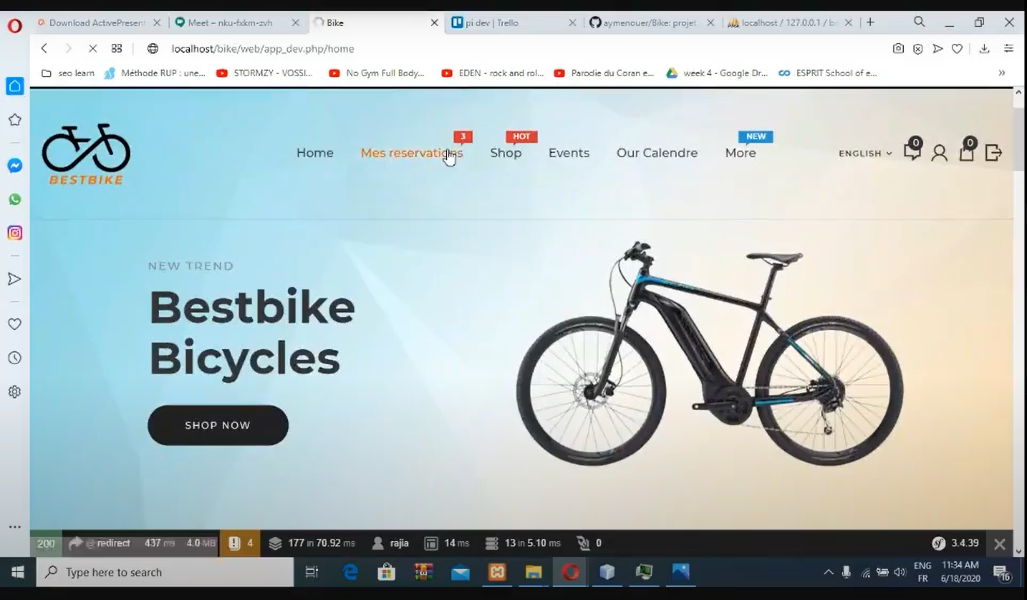 Download ActivePresent
Meet – nku-fxkm-zvh
Bike
pi dev | Trello
aymenouer/Bike: projet
localhost / 127.0.0.1 / b
localhost/bike/web/app_dev.php/home
seo learn
Méthode RUP : une...
STORMZY - VOSSI...
No Gym Full Body...
EDEN - rock and rol...
Parodie du Coran e...
week 4 - Google Dr...
ESPRIT School of e...
BESTBIKE
Home
Mes reservations
3
Shop
HOT
Events
Our Calendre
More
NEW
ENGLISH
0
0
NEW TREND
Bestbike
Bicycles
SHOP NOW
200 @ redirect 437 ms 4.0 MB 4 177 in 70.92 ms rajia 14 ms 13 in 5.10 ms 0 3.4.39
Type here to search
ENG
FR
11:34 AM
6/18/2020
16